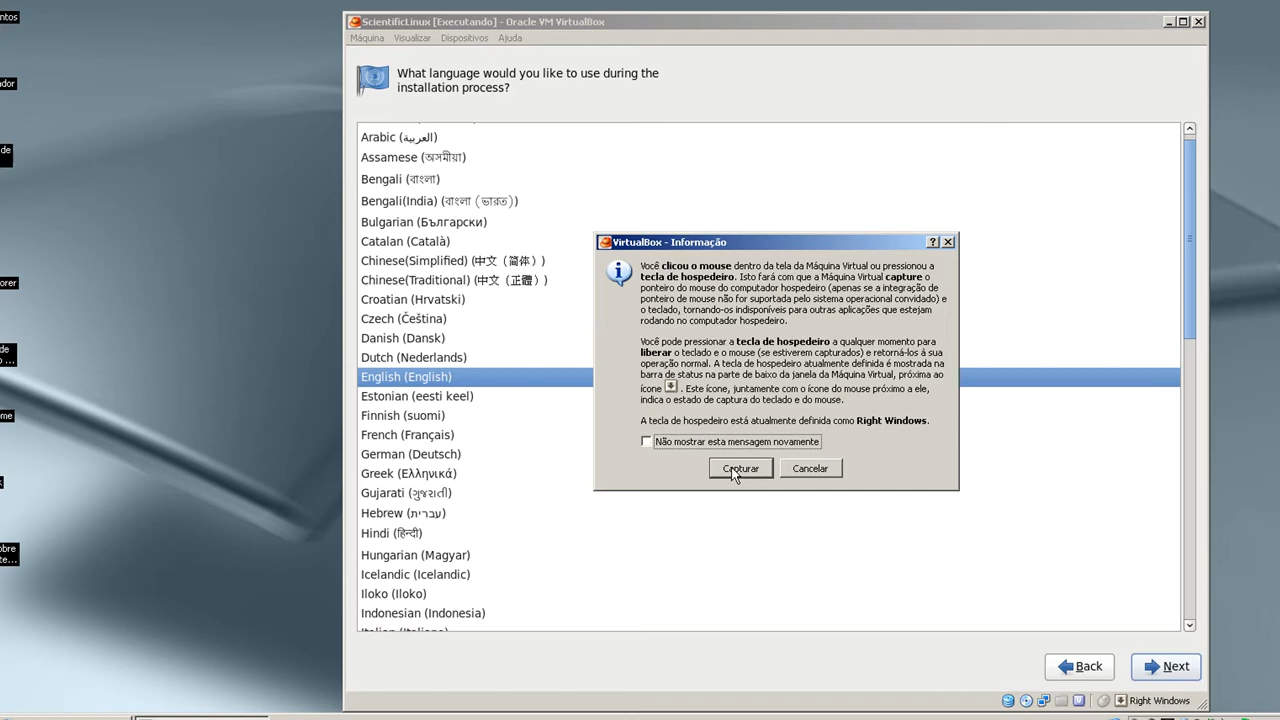 ntos
ador
de
orer
de
o ...
me
k
obre
te...
ScientificLinux [Executando] - Oracle VM VirtualBox
Máquina Visualizar Dispositivos Ajuda
What language would you like to use during the
installation process?
Arabic (العربية)
Assamese (অসমীয়া)
Bengali (বাংলা)
Bengali(India) (বাংলা (ভারত))
Bulgarian (Български)
Catalan (Català)
Chinese(Simplified) (中文（简体）)
Chinese(Traditional) (中文（正體）)
Croatian (Hrvatski)
Czech (Čeština)
Danish (Dansk)
Dutch (Nederlands)
English (English)
Estonian (eesti keel)
Finnish (suomi)
French (Français)
German (Deutsch)
Greek (Ελληνικά)
Gujarati (ગુજરાતી)
Hebrew (עברית)
Hindi (हिन्दी)
Hungarian (Magyar)
Icelandic (Icelandic)
Iloko (Iloko)
Indonesian (Indonesia)
Italian (Italiano)
VirtualBox - Informação
Você clicou o mouse dentro da tela da Máquina Virtual ou pressionou a
tecla de hospedeiro. Isto fará com que a Máquina Virtual capture o
ponteiro do mouse do computador hospedeiro (apenas se a integração de
ponteiro de mouse não for suportada pelo sistema operacional convidado) e
o teclado, tornando-os indisponíveis para outras aplicações que estejam
rodando no computador hospedeiro.
Você pode pressionar a tecla de hospedeiro a qualquer momento para
liberar o teclado e o mouse (se estiverem capturados) e retorná-los à sua
operação normal. A tecla de hospedeiro atualmente definida é mostrada na
barra de status na parte de baixo da janela da Máquina Virtual, próxima ao
ícone . Este ícone, juntamente com o ícone do mouse próximo a ele,
indica o estado de captura do teclado e do mouse.
A tecla de hospedeiro está atualmente definida como Right Windows.
Não mostrar esta mensagem novamente
Capturar Cancelar
Back Next
Right Windows